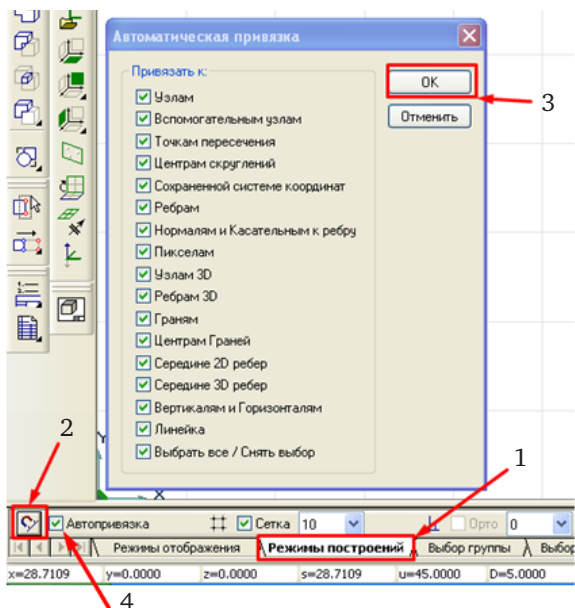 Автоматическая привязка
Привязать к:
OK
3
Узлам
Вспомогательным узлам
Отменить
Точкам пересечения
Центрам скруглений
Сохраненной системе координат
Ребрам
Нормалям и Касательным к ребру
Пикселам
Узлам 3D
Ребрам 3D
Граням
Центрам Граней
Середине 2D ребер
Середине 3D ребер
Вертикалям и Горизонталям
2
Линейка
Y
Выбрать все / Снять выбор
1
X
Автопривязка Сетка 10 Орто 0
Режимы отображения Режимы построений Выбор группы Выбор
x=28.7109 y=0.0000 z=0.0000 s=28.7109 u=45.0000 D=5.0000
4